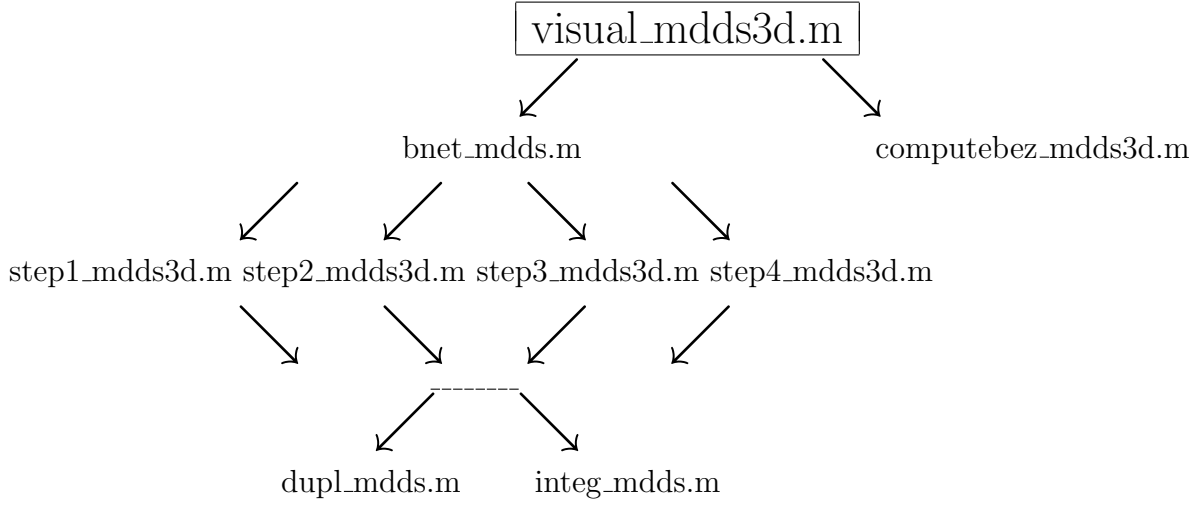 visual_mdds3d.m
bnet_mdds.m computebez_mdds3d.m
step1_mdds3d.m step2_mdds3d.m step3_mdds3d.m step4_mdds3d.m
--------
dupl_mdds.m integ_mdds.m